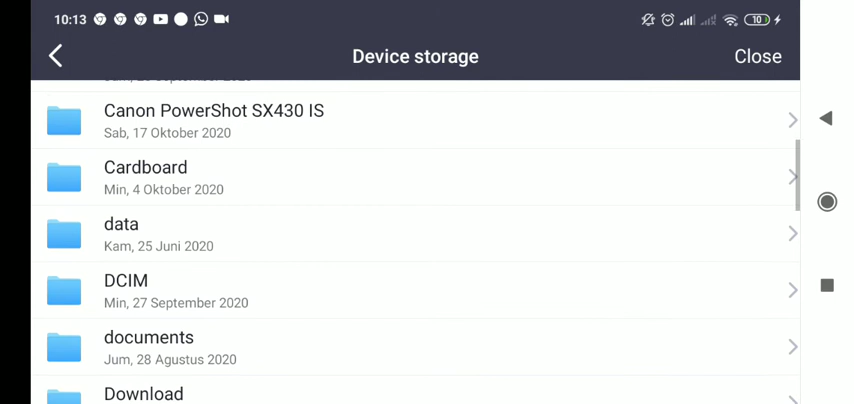 10:13
10
Device storage
Close
Canon PowerShot SX430 IS
Sab, 17 Oktober 2020
Cardboard
Min, 4 Oktober 2020
data
Kam, 25 Juni 2020
DCIM
Min, 27 September 2020
documents
Jum, 28 Agustus 2020
Download